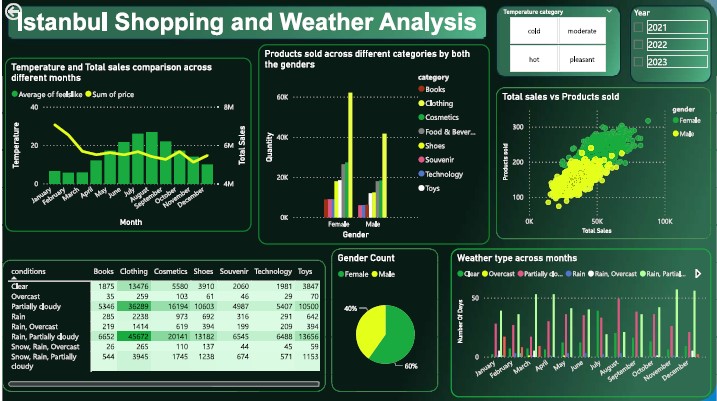 Istanbul Shopping and Weather Analysis
Temperature category
cold
moderate
hot
pleasant
Year
2021
2022
2023
Temperature and Total sales comparison across
different months
Average of feelslike Sum of price
40
20
0
Temperature
8M
6M
4M
Total Sales
January
February
March
April
May
June
July
August
September
October
November
December
Month
Products sold across different categories by both
the genders
60K
40K
20K
0K
Quantity
Female
Male
Gender
category
Books
Clothing
Cosmetics
Food & Bever...
Shoes
Souvenir
Technology
Toys
Total sales vs Products sold
300
200
100
Products sold
0K
50K
100K
Total Sales
gender
Female
Male
conditions Books Clothing Cosmetics Shoes Souvenir Technology Toys
Clear 1875 13476 5580 3910 2060 1981 3847
Overcast 35 259 103 61 46 29 70
Partially cloudy 5346 36289 16194 10603 4987 5407 10500
Rain 285 2238 973 692 316 291 642
Rain, Overcast 219 1414 619 394 199 209 394
Rain, Partially cloudy 6652 45672 20141 13182 6545 6488 13656
Snow, Rain, Overcast 26 265 110 137 44 45 59
Snow, Rain, Partially
cloudy 544 3945 1745 1238 674 571 1153
Gender Count
Female Male
40%
60%
Weather type across months
Clear Overcast Partially clo... Rain Rain, Overcast Rain, Partial...
50
0
Number Of Days
January
February
March
April
May
June
July
August
September
October
November
December
Month